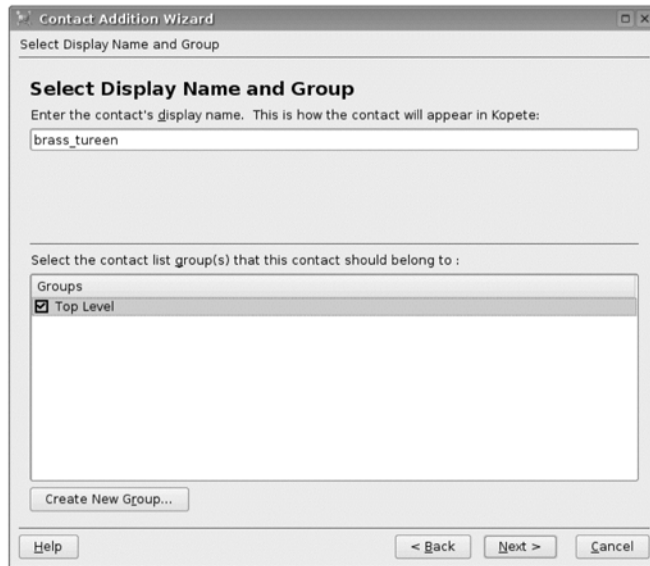 Contact Addition Wizard
Select Display Name and Group
Select Display Name and Group
Enter the contact's display name. This is how the contact will appear in Kopete:
brass_tureen
Select the contact list group(s) that this contact should belong to :
Groups
Top Level
Create New Group...
Help
< Back
Next >
Cancel